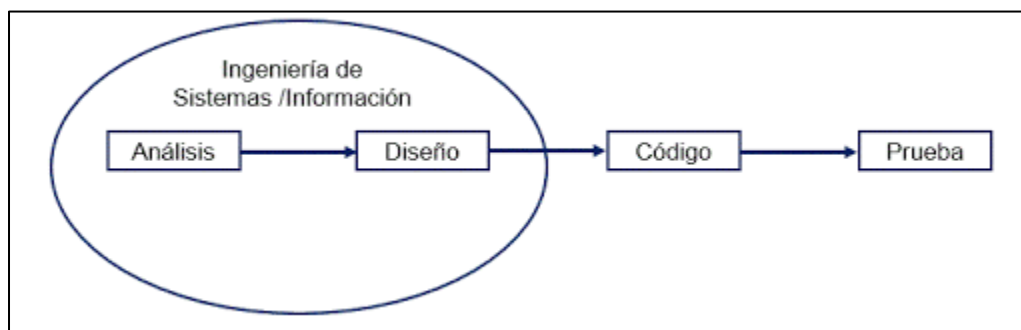 Ingeniería de
Sistemas /Información
Análisis
Diseño
Código
Prueba